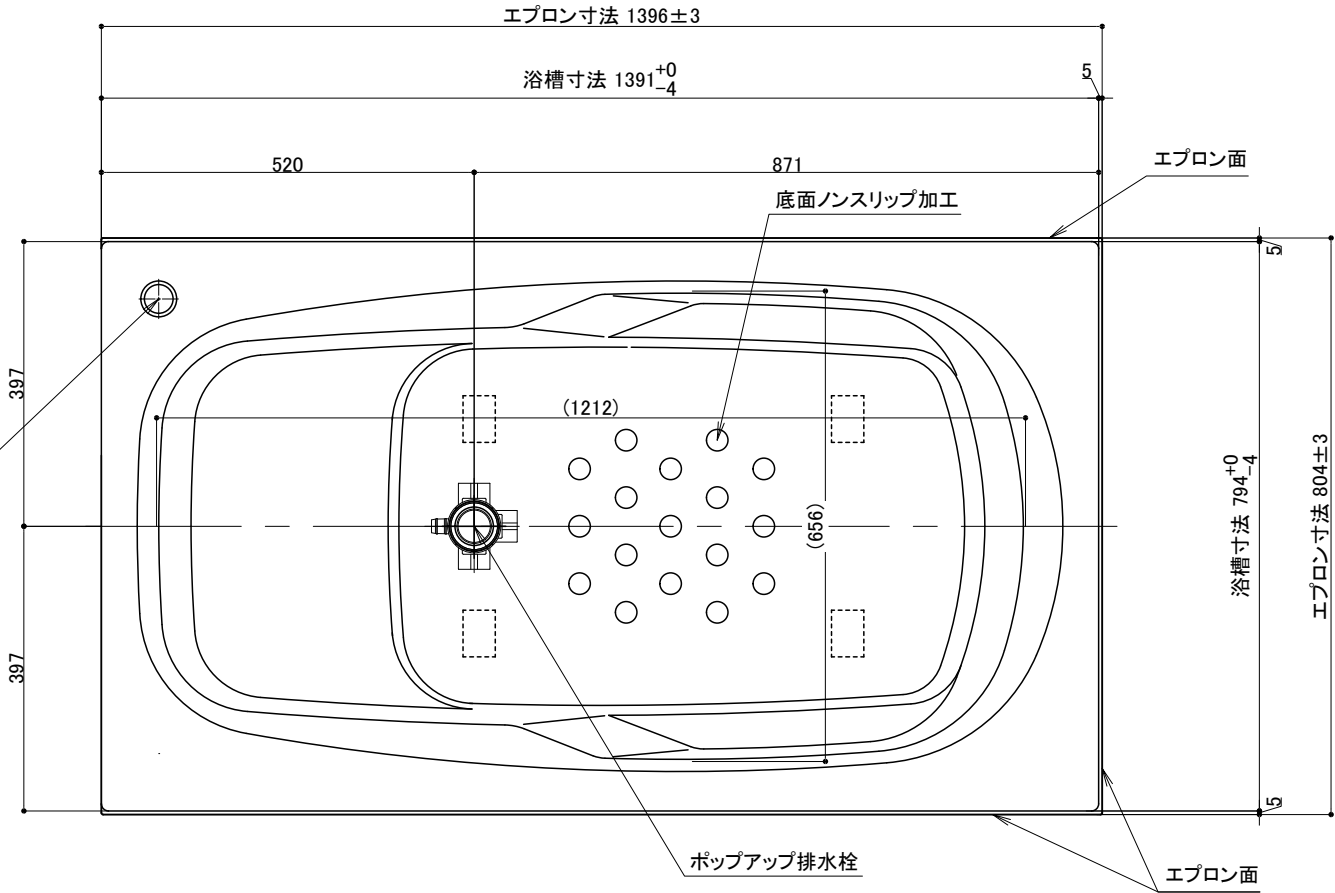 エプロン寸法 1396±3
浴槽寸法 1391 +0 -4
5
520
871
エプロン面
底面ノンスリップ加工
5
397
(1212)
(656)
浴槽寸法 794 +0 -4
エプロン寸法 804±3
397
5
ポップアップ排水栓
エプロン面